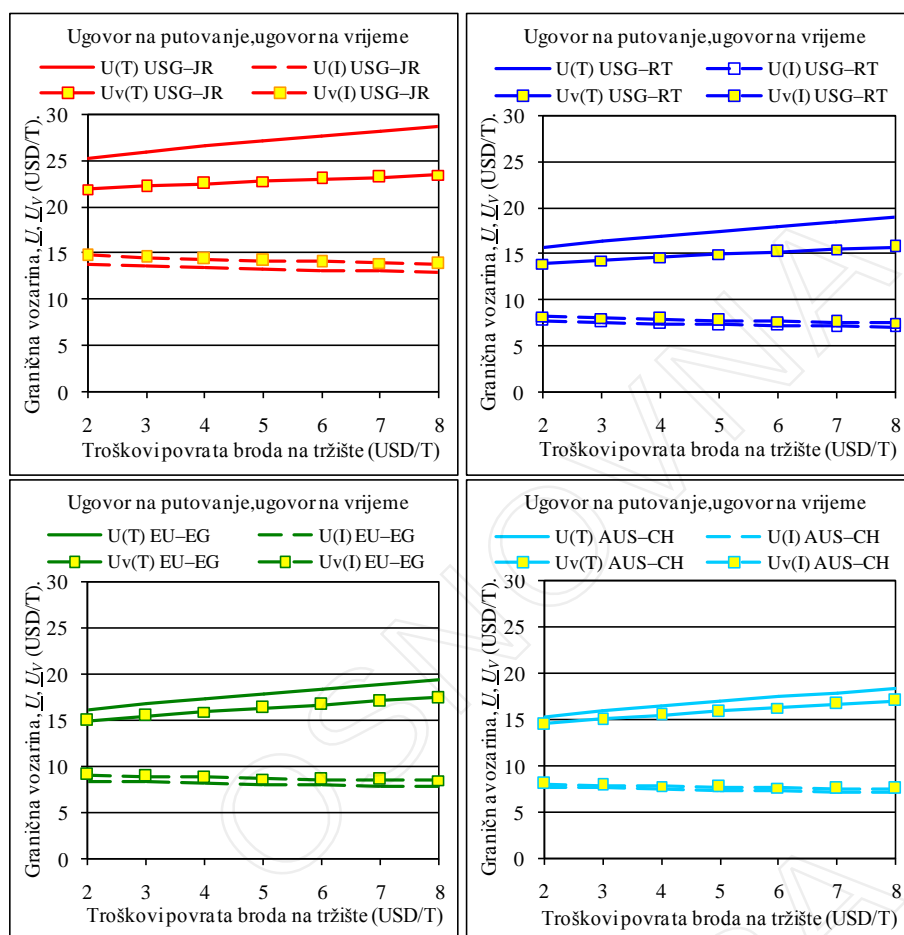 Ugovor na putovanje,ugovor na vrijeme
U(T) USG–JR U(I) USG–JR
Uv(T) USG–JR Uv(I) USG–JR
Granična vozarina, U, UV (USD/T).
30
25
20
15
10
5
0
2 3 4 5 6 7 8
Troškovi povrata broda na tržište (USD/T)
Ugovor na putovanje,ugovor na vrijeme
U(T) USG–RT U(I) USG–RT
Uv(T) USG–RT Uv(I) USG–RT
Granična vozarina, U, UV (USD/T).
30
25
20
15
10
5
0
2 3 4 5 6 7 8
Troškovi povrata broda na tržište (USD/T)
Ugovor na putovanje,ugovor na vrijeme
U(T) EU–EG U(I) EU–EG
Uv(T) EU–EG Uv(I) EU–EG
Granična vozarina, U, UV (USD/T).
30
25
20
15
10
5
0
2 3 4 5 6 7 8
Troškovi povrata broda na tržište (USD/T)
Ugovor na putovanje,ugovor na vrijeme
U(T) AUS–CH U(I) AUS–CH
Uv(T) AUS–CH Uv(I) AUS–CH
Granična avozarina, U, UV (USD/T).
30
25
20
15
10
5
0
2 3 4 5 6 7 8
Troškovi povrata broda na tržište (USD/T)
OSNOVNA